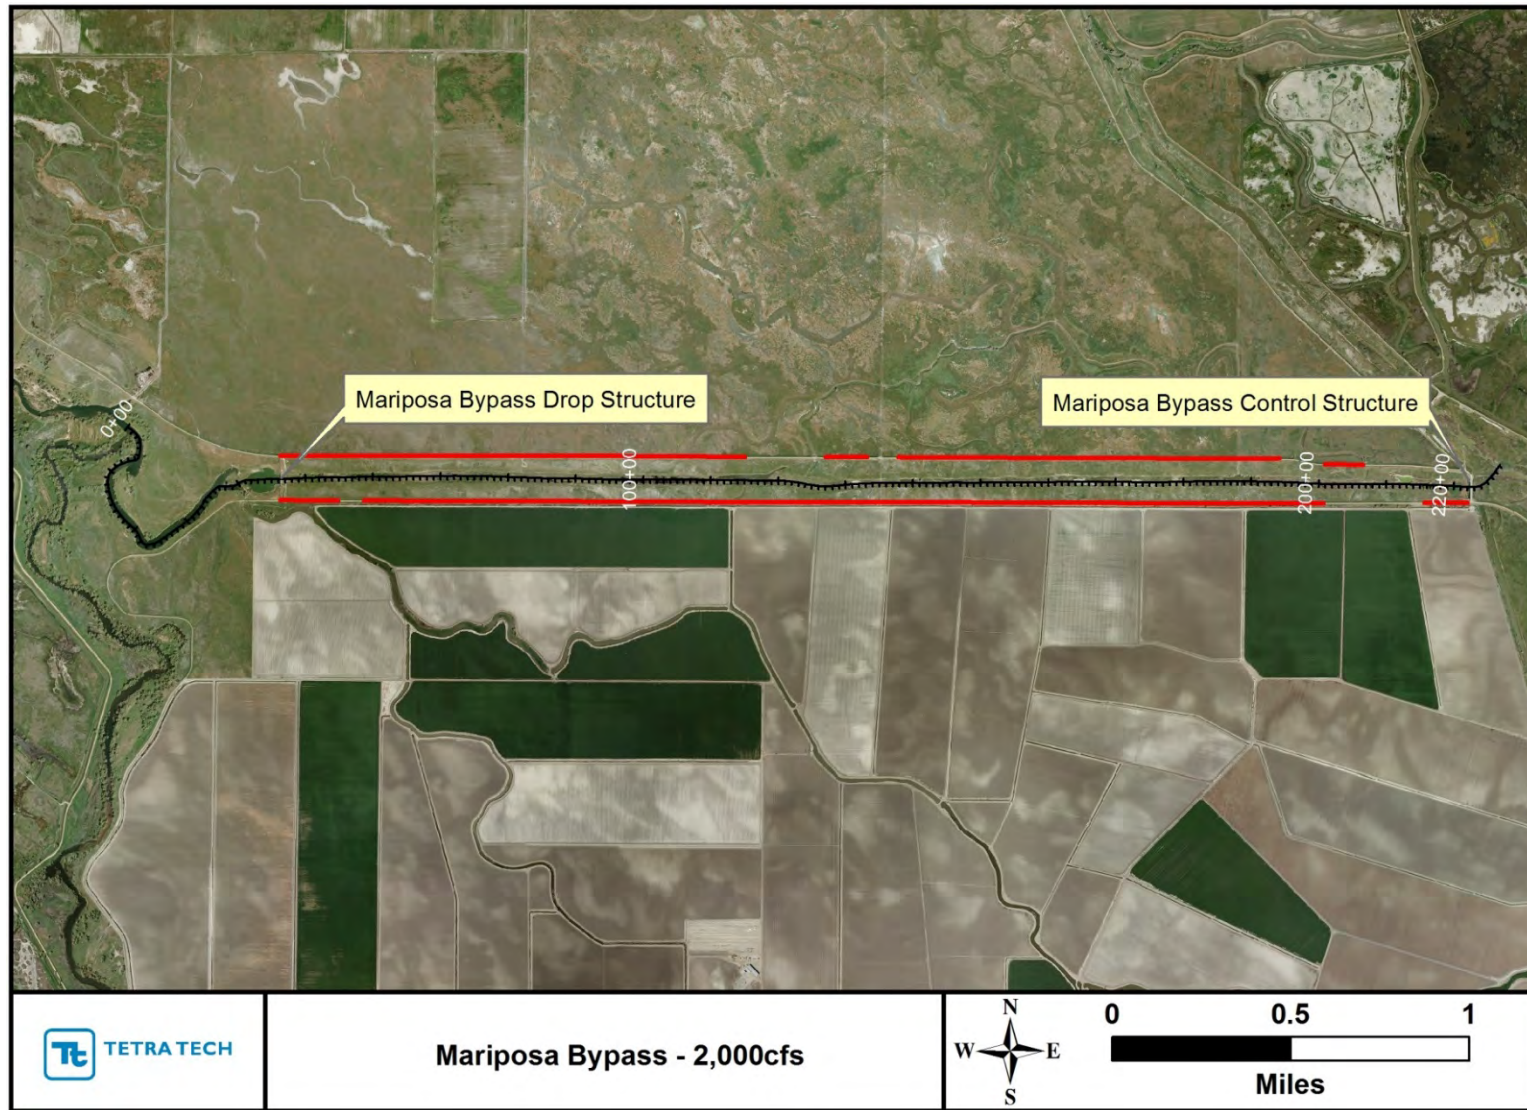 Mariposa Bypass Drop Structure
Mariposa Bypass Control Structure
0+00
100+00
200+00
220+00
Tt TETRA TECH
Mariposa Bypass - 2,000cfs
N
W E
S
0 0.5 1
Miles